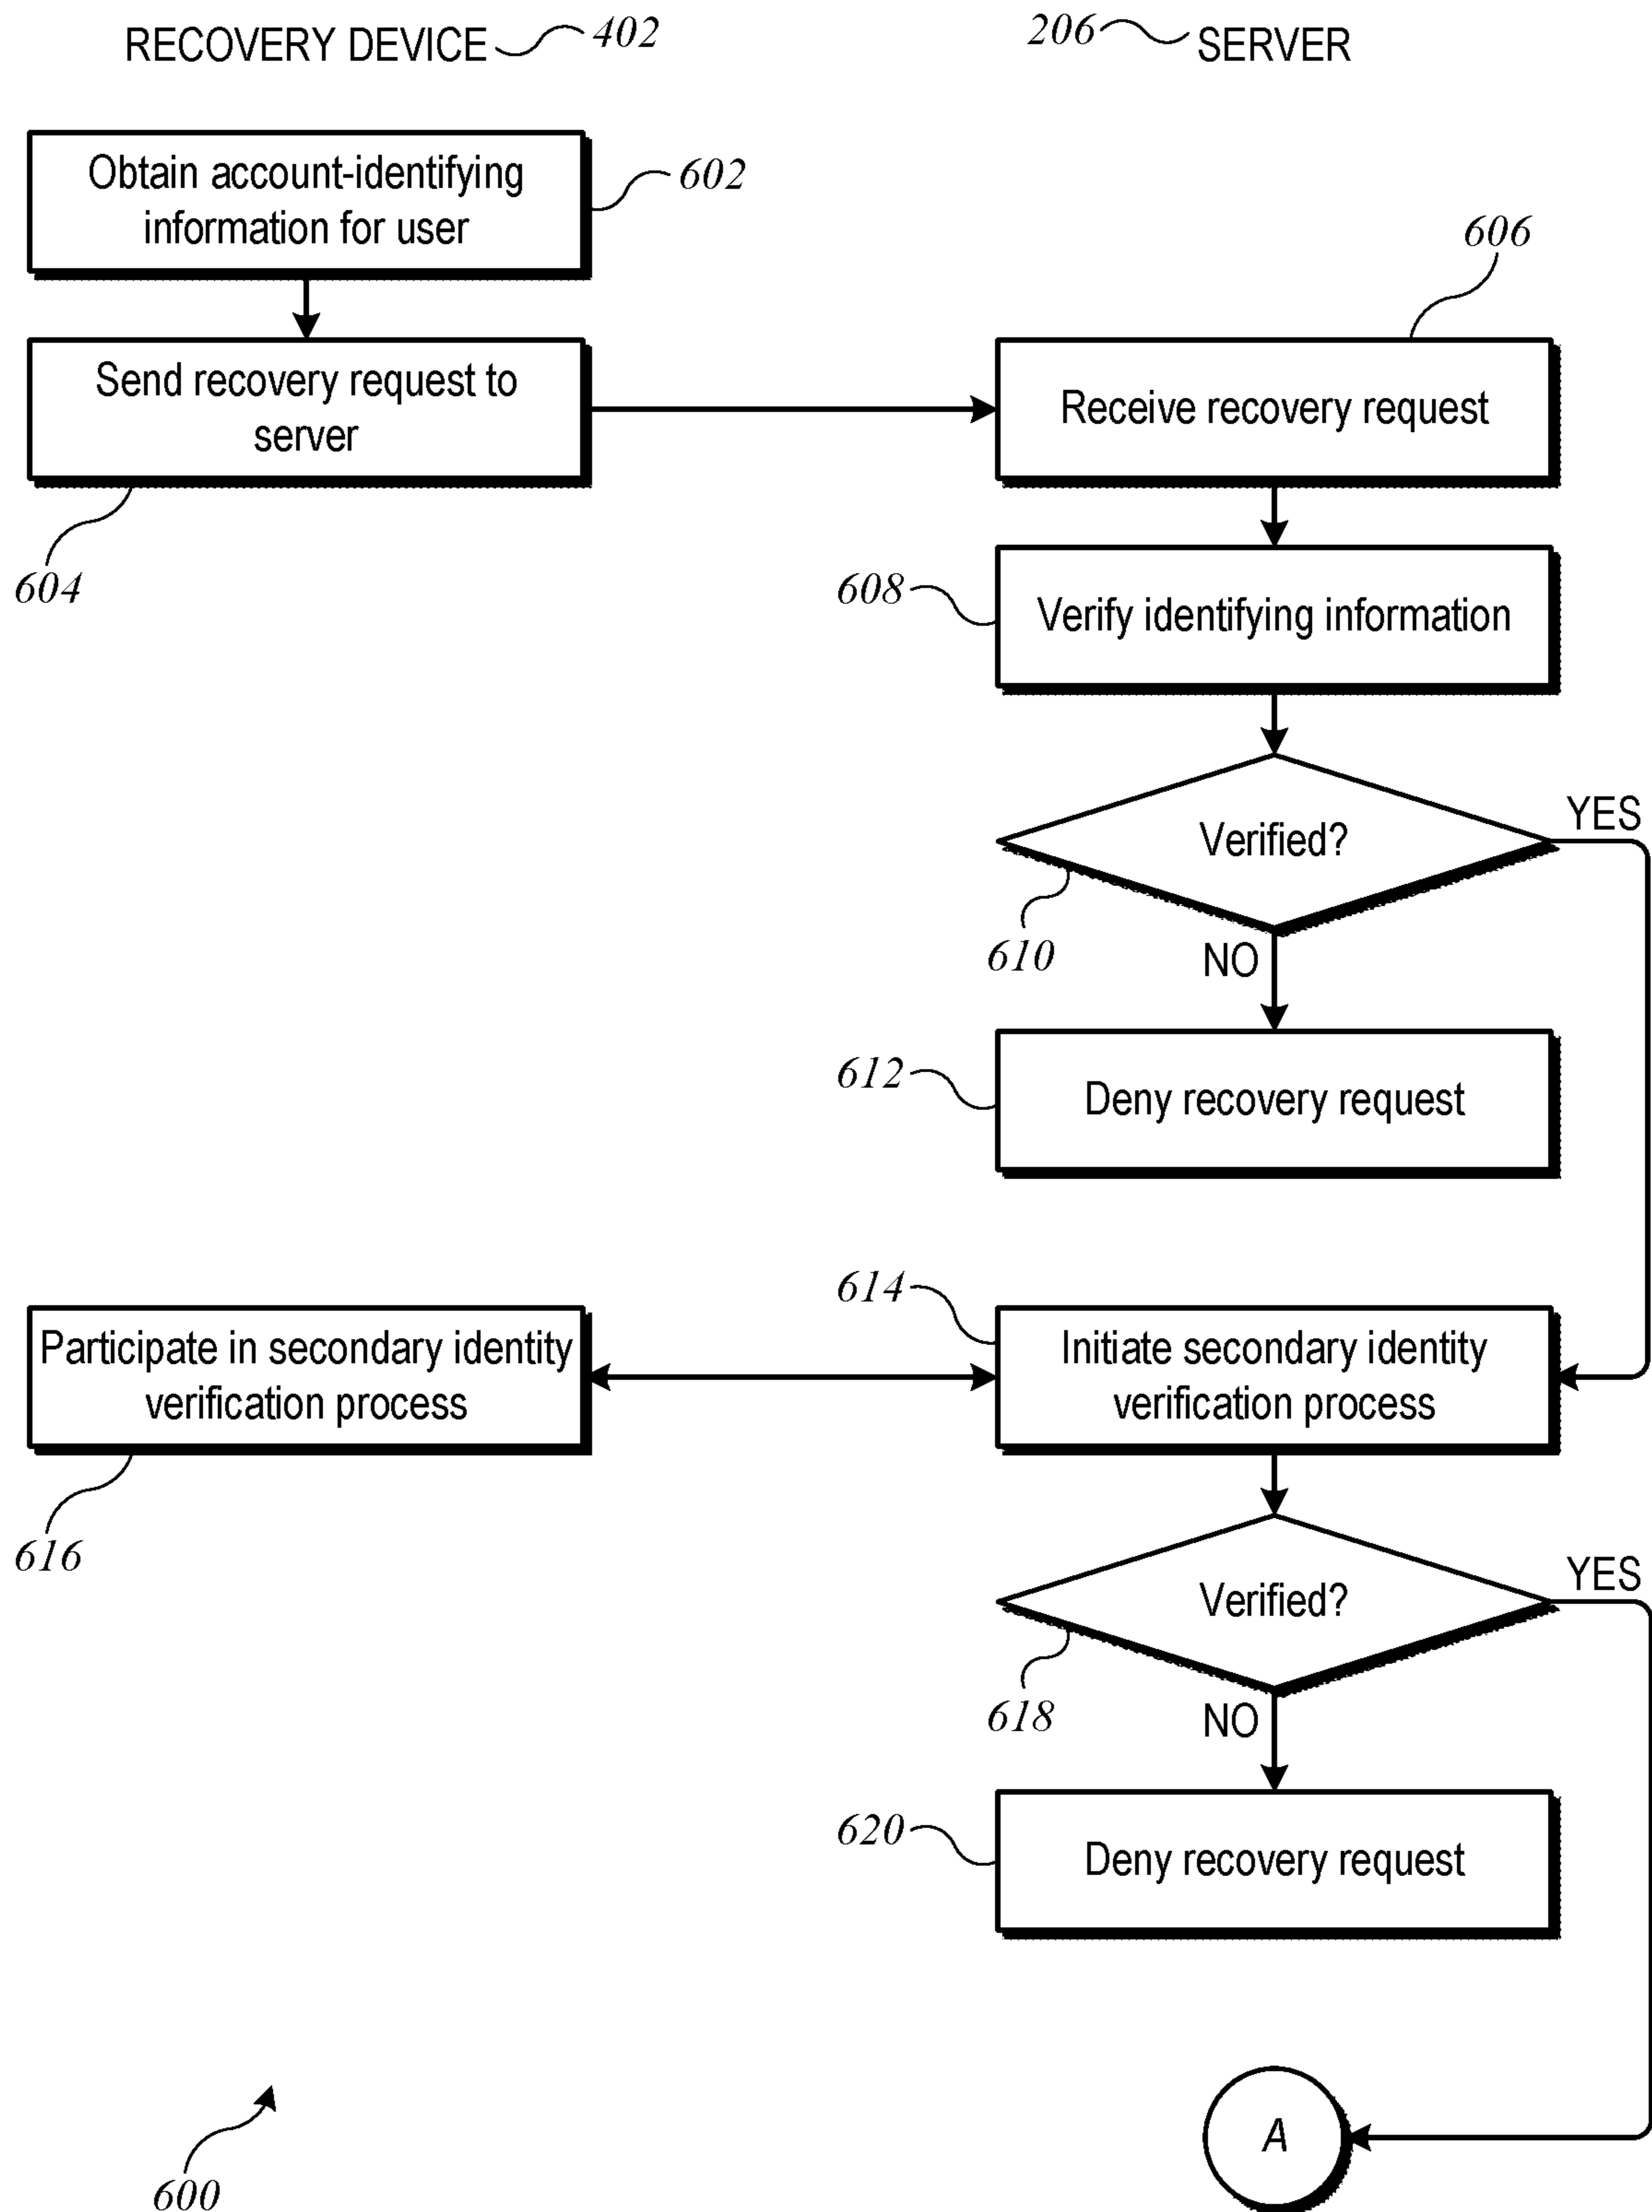 RECOVERY DEVICE 402
206 SERVER
Obtain account-identifying
information for user
602
606
Send recovery request to
server
Receive recovery request
604
608
Verify identifying information
Verified?
YES
610
NO
612
Deny recovery request
614
Participate in secondary identity
verification process
Initiate secondary identity
verification process
616
Verified?
YES
618
NO
620
Deny recovery request
A
600